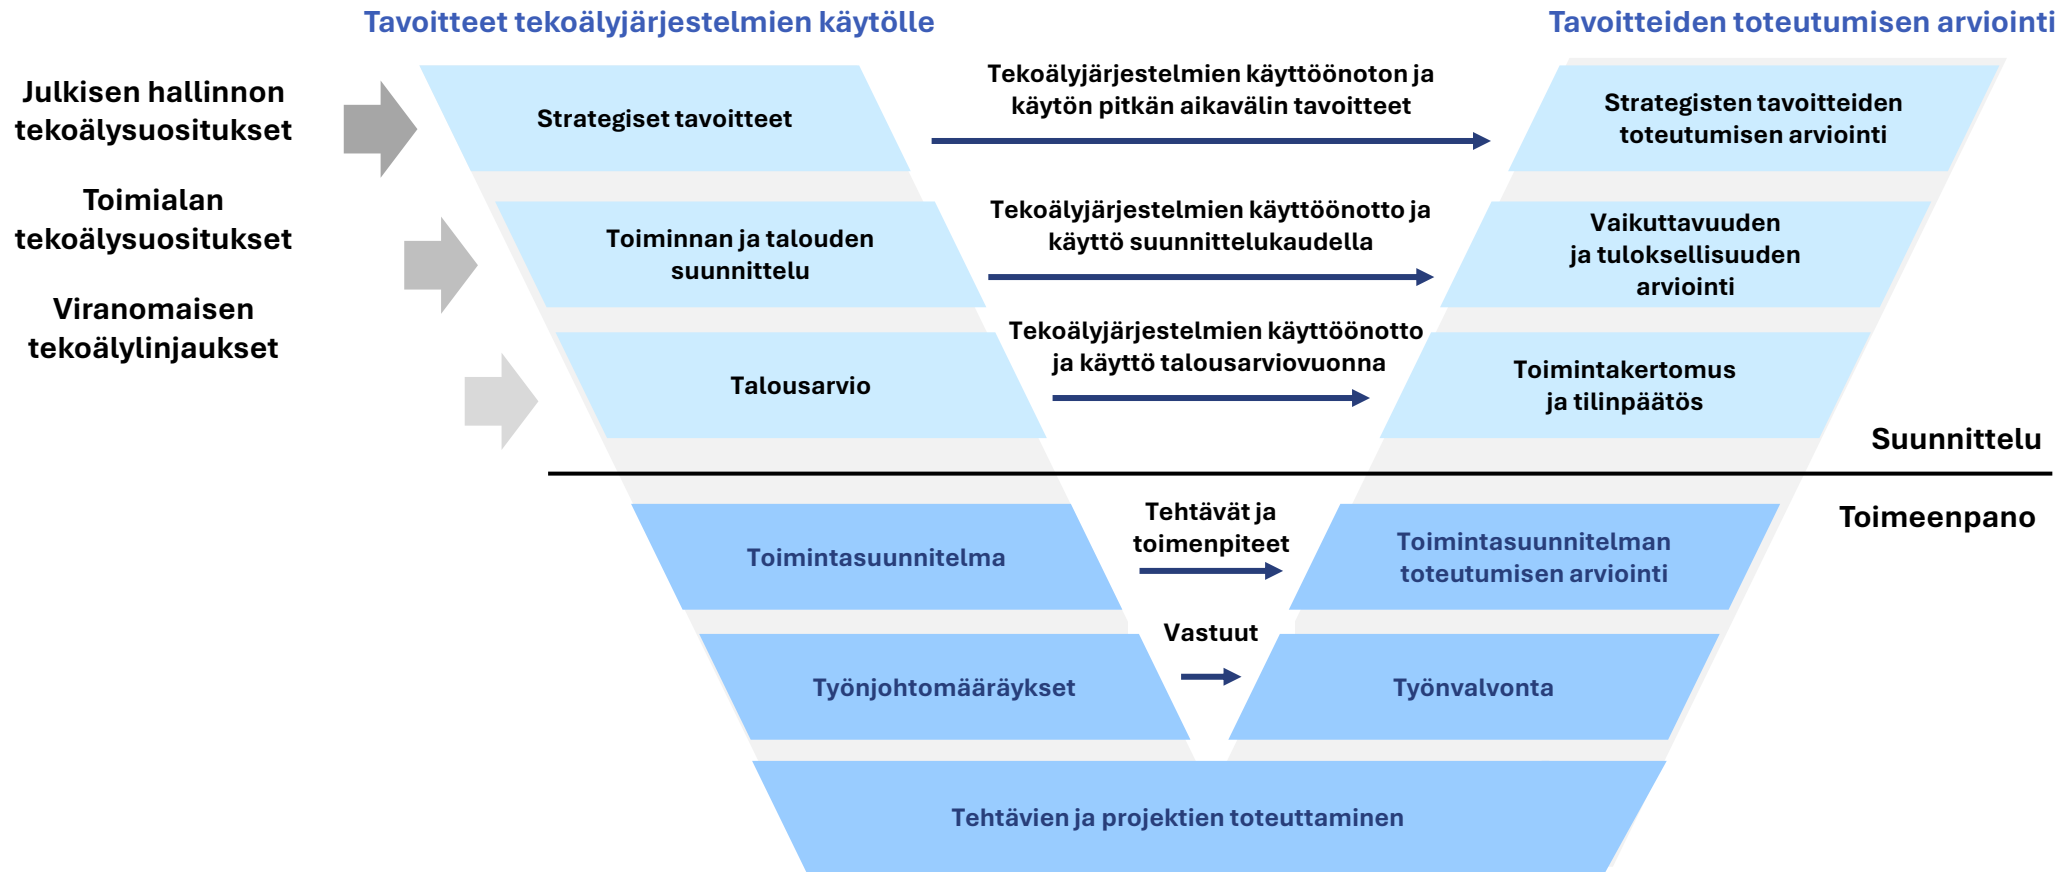 Tavoitteet tekoälyjärjestelmien käytölle
Tavoitteiden toteutumisen arviointi
Julkisen hallinnon
tekoälysuositukset
Toimialan
tekoälysuositukset
Viranomaisen
tekoälylinjaukset
Strategiset tavoitteet
Tekoälyjärjestelmien käyttöönoton ja
käytön pitkän aikavälin tavoitteet
Strategisten tavoitteiden
toteutumisen arviointi
Toiminnan ja talouden
suunnittelu
Tekoälyjärjestelmien käyttöönotto ja
käyttö suunnittelukaudella
Vaikuttavuuden
ja tuloksellisuuden
arviointi
Talousarvio
Tekoälyjärjestelmien käyttöönotto
ja käyttö talousarviovuonna
Toimintakertomus
ja tilinpäätös
Suunnittelu
Toimeenpano
Toimintasuunnitelma
Tehtävät ja
toimenpiteet
Toimintasuunnitelman
toteutumisen arviointi
Työnjohtomääräykset
Vastuut
Työnvalvonta
Tehtävien ja projektien toteuttaminen